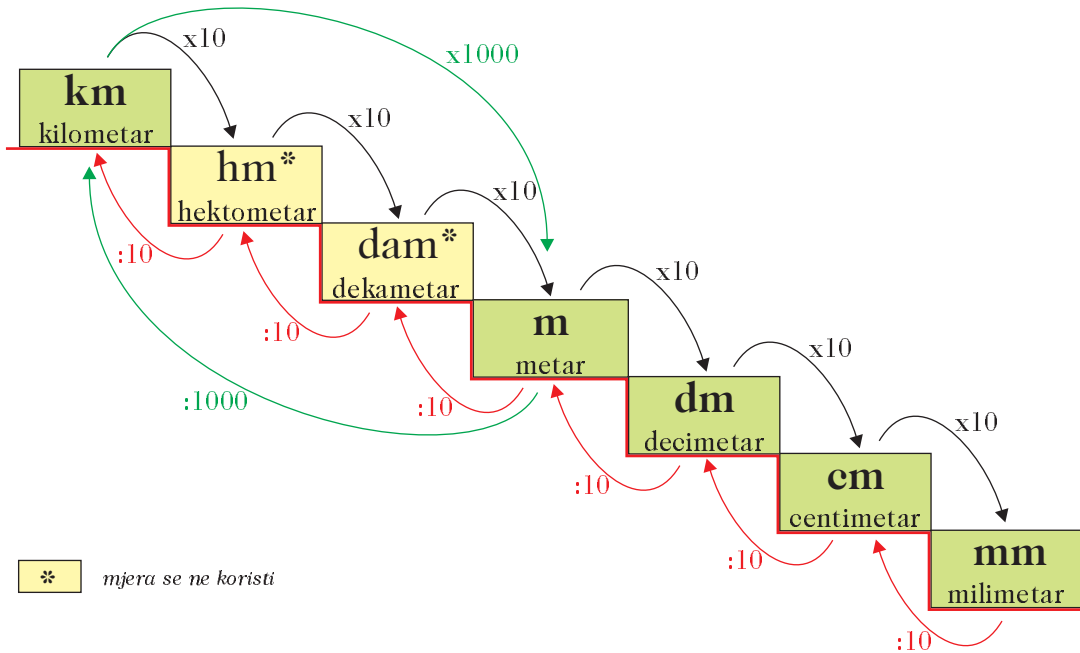 x10
x1000
km
kilometar
x10
hm*
hektometar
x10
:10
dam*
dekametar
x10
:10
m
metar
x10
:10
:1000
dm
decimetar
x10
:10
cm
centimetar
:10
mm
milimetar
:10
:10
* mjera se ne koristi